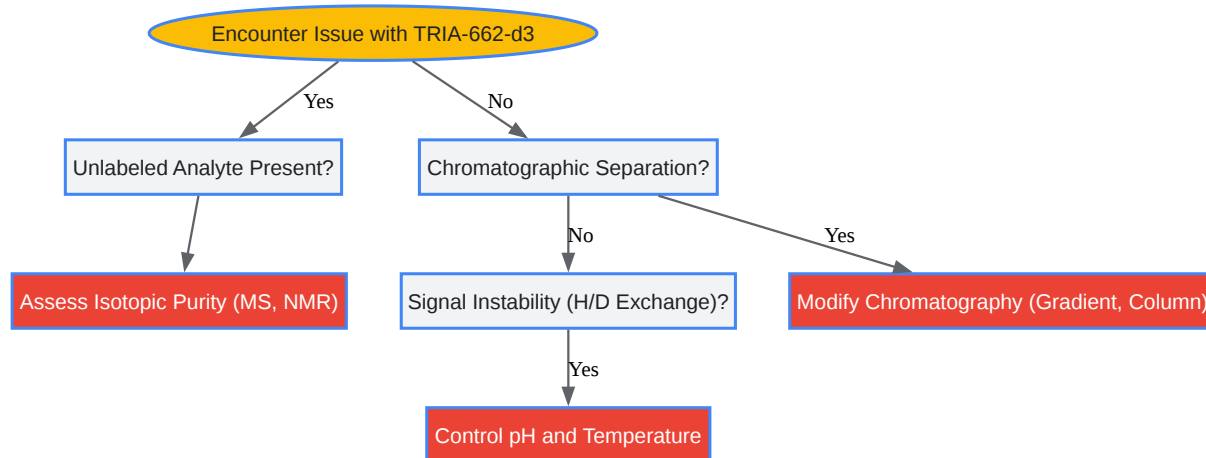 Encounter Issue with TRIA-662-d3
Yes
No
Unlabeled Analyte Present?
Chromatographic Separation?
No
Yes
Assess Isotopic Purity (MS, NMR)
Signal Instability (H/D Exchange)?
Modify Chromatography (Gradient, Column)
Yes
Control pH and Temperature